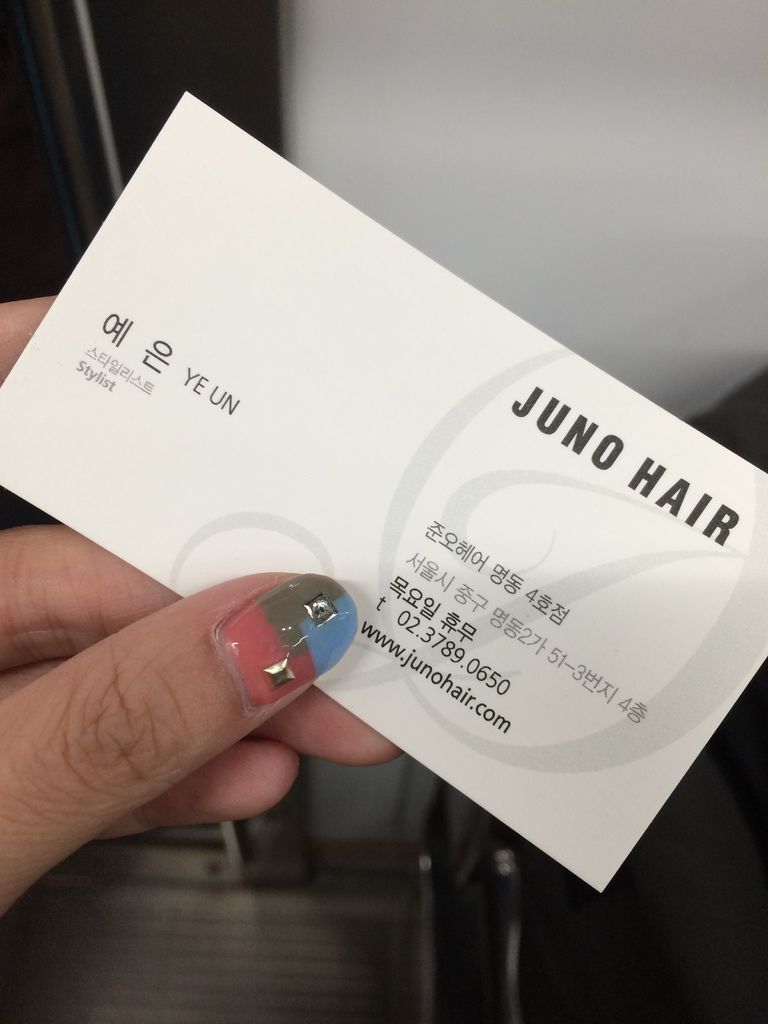 예 은 YE UN
스타일리스트
Stylist
JUNO HAIR
준오헤어 명동 4호점
서울시 중구 명동2가 51-3번지 4층
목요일 휴무
t 02.3789.0650
www.junohair.com